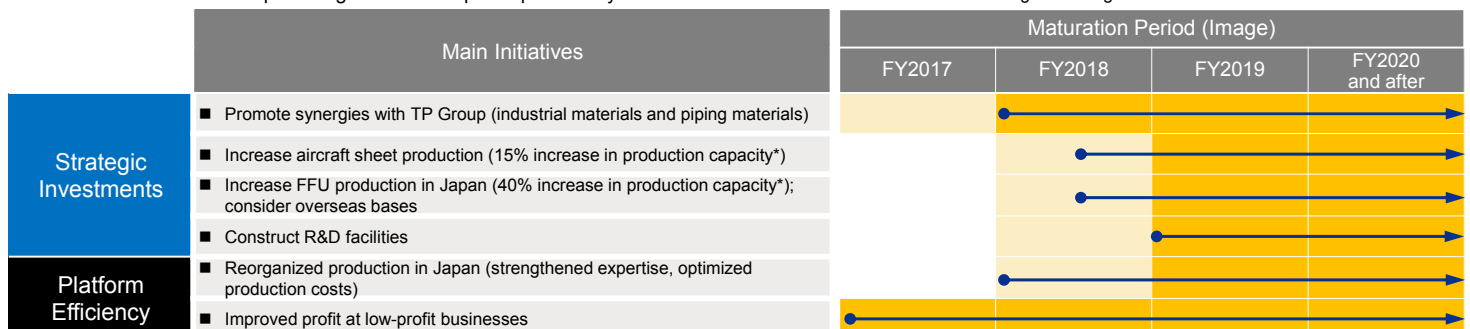 Main Initiatives
Maturation Period (Image)
FY2017
FY2018
FY2019
FY2020
and after
Strategic
Investments
■ Promote synergies with TP Group (industrial materials and piping materials)
■ Increase aircraft sheet production (15% increase in production capacity*)
■ Increase FFU production in Japan (40% increase in production capacity*);
consider overseas bases
■ Construct R&D facilities
Platform
Efficiency
■ Reorganized production in Japan (strengthened expertise, optimized
production costs)
■ Improved profit at low-profit businesses